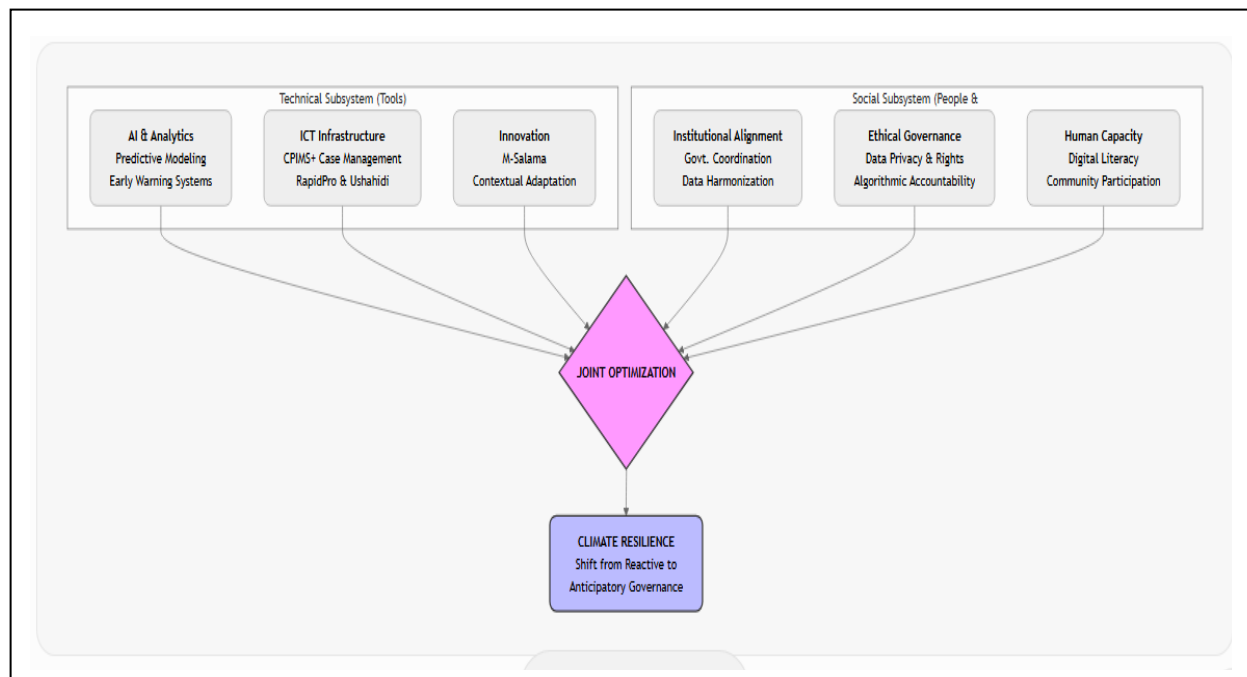 Technical Subsystem (Tools)
AI & Analytics
Predictive Modeling
Early Warning Systems
ICT Infrastructure
CPIMS+ Case Management
RapidPro & Ushahidi
Innovation
M-Salama
Contextual Adaptation
Social Subsystem (People &
Institutional Alignment
Govt. Coordination
Data Harmonization
Ethical Governance
Data Privacy & Rights
Algorithmic Accountability
Human Capacity
Digital Literacy
Community Participation
JOINT OPTIMIZATION
CLIMATE RESILIENCE
Shift from Reactive to
Anticipatory Governance